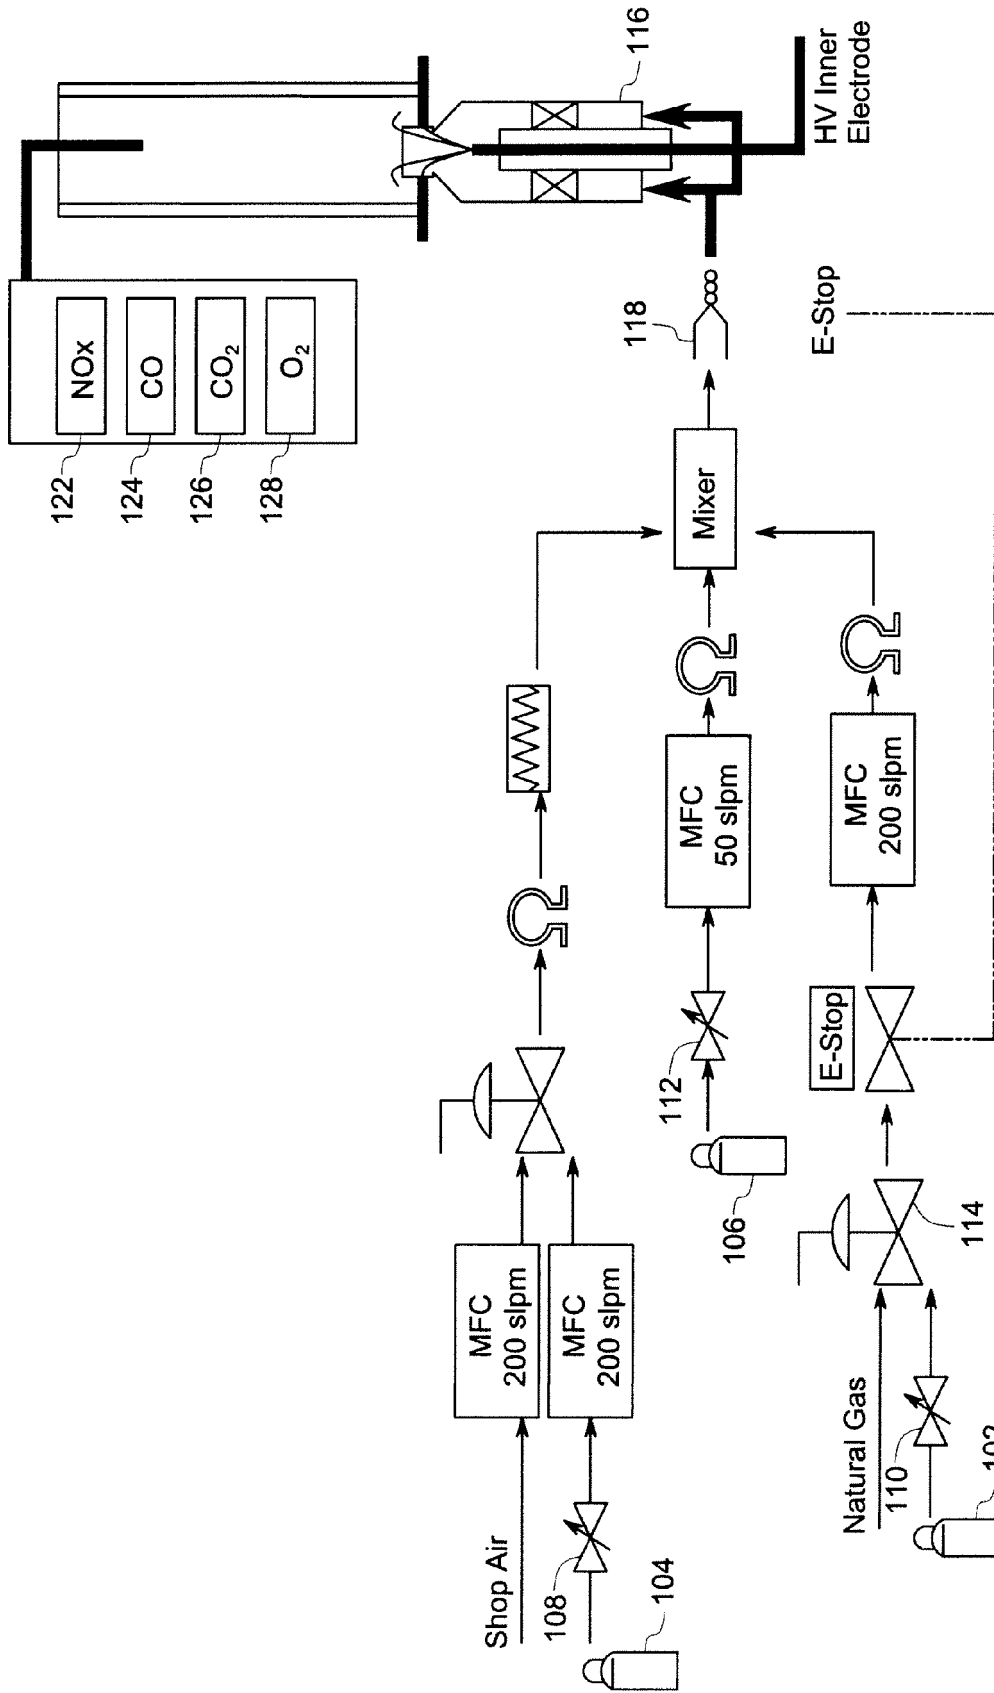 NOx
CO
CO2
O2
122
124
126
128
116
HV Inner
Electrode
118
E-Stop
Mixer
MFC
50 slpm
MFC
200 slpm
112
106
E-Stop
114
MFC
200 slpm
MFC
200 slpm
Shop Air
108
104
Natural Gas
110